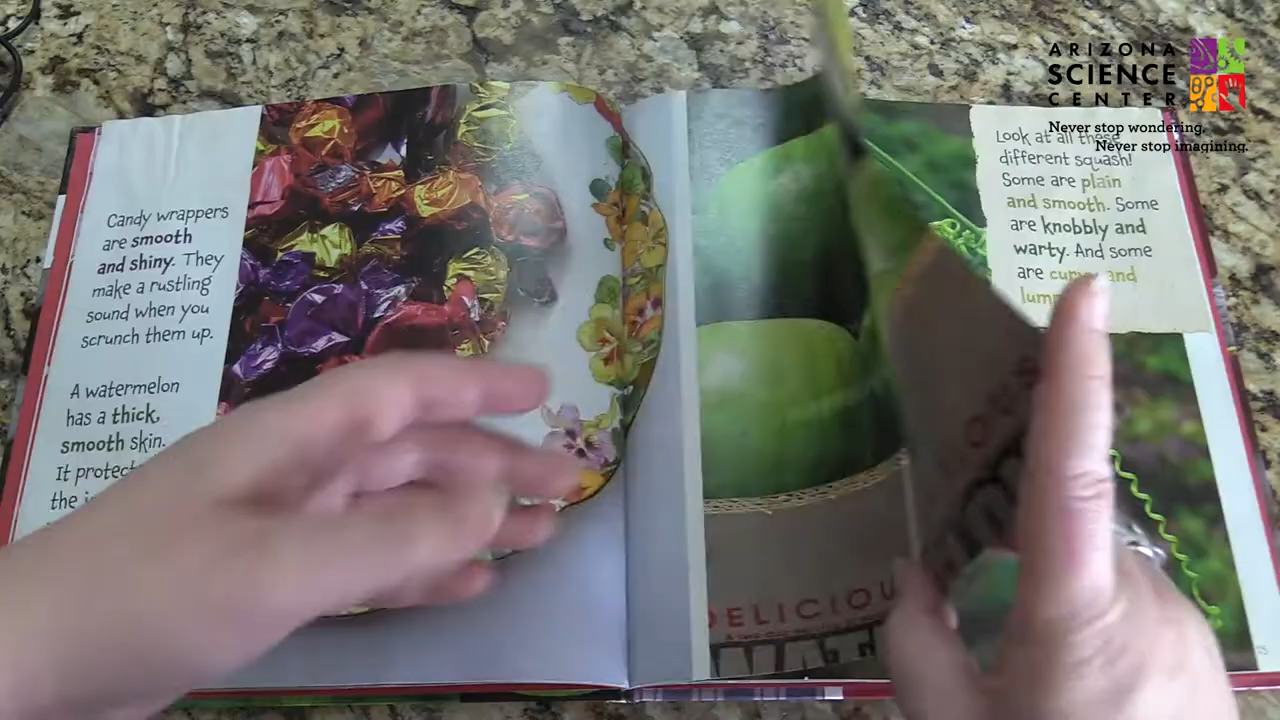 ARIZONA
SCIENCE
CENTER
Never stop wondering.
Never stop imagining.
Candy wrappers
are smooth
and shiny. They
make a rustling
sound when you
scrunch them up.
A watermelon
has a thick,
smooth skin.
It protect
the
Look at all these
different squash!
Some are plain
and smooth. Some
are knobbly and
warty. And some
are curvy and
DELICIOU